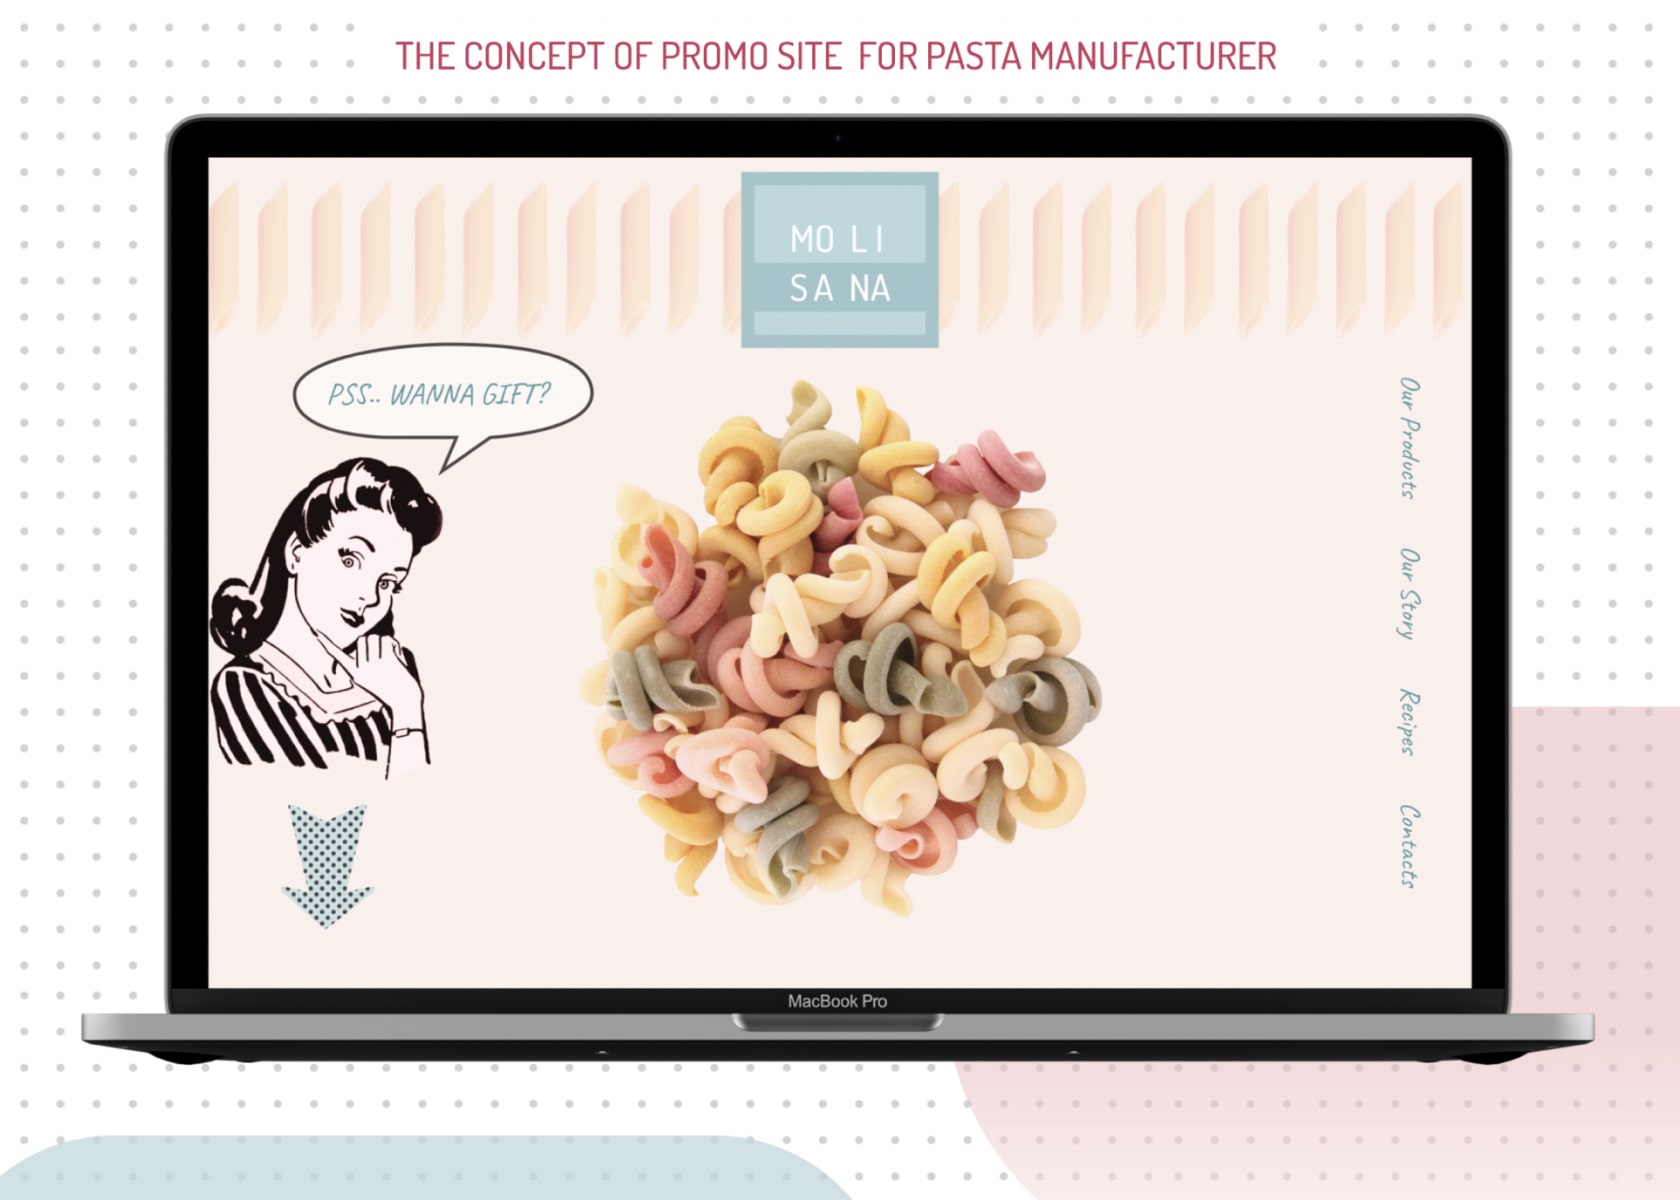 THE CONCEPT OF PROMO SITE FOR PASTA MANUFACTURER
MO LI
SA NA
PSS.. WANNA GIFT?
Our Products
Our Story
Recipes
Contacts
MacBook Pro